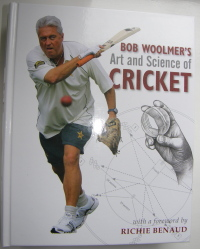 BOB WOOLMER'S
Art and Science of
CRICKET
with a foreword by
RICHIE BENAUD